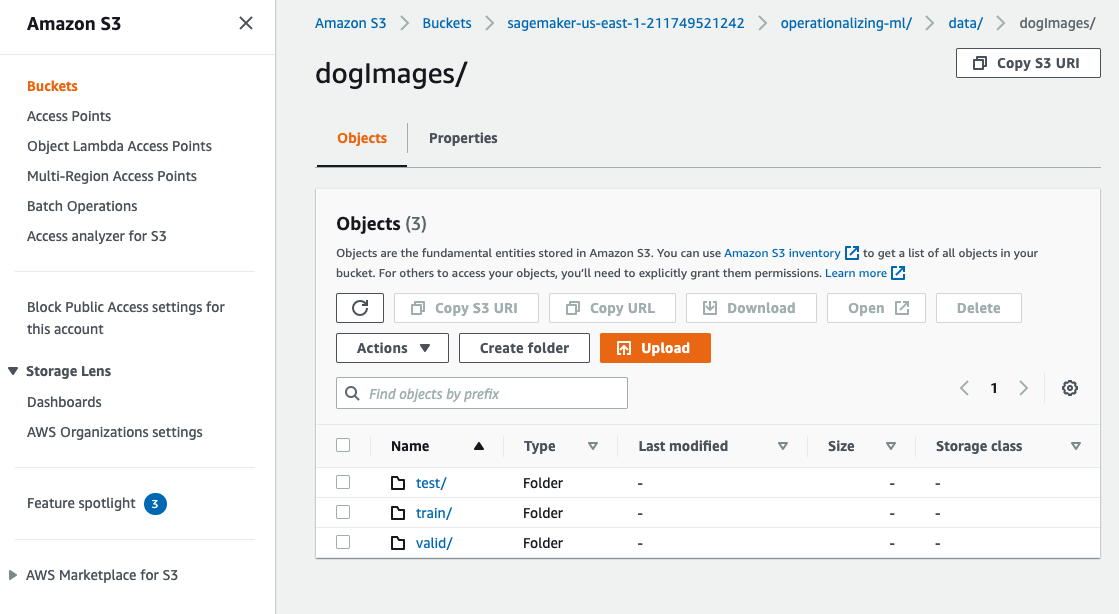 Amazon S3
Buckets
Access Points
Object Lambda Access Points
Multi-Region Access Points
Batch Operations
Access analyzer for S3
Block Public Access settings for
this account
Storage Lens
Dashboards
AWS Organizations settings
Feature spotlight 3
AWS Marketplace for S3
Amazon S3 > Buckets > sagemaker-us-east-1-211749521242 > operationalizing-ml/ > data/ > dogImages/
dogImages/
Copy S3 URI
Objects Properties
Objects (3)
Objects are the fundamental entities stored in Amazon S3. You can use Amazon S3 inventory to get a list of all objects in your
bucket. For others to access your objects, you'll need to explicitly grant them permissions. Learn more
Copy S3 URI Copy URL Download Open Delete
Actions Create folder Upload
Find objects by prefix
< 1 >
Name Type Last modified Size Storage class
test/ Folder - - -
train/ Folder - - -
valid/ Folder - - -